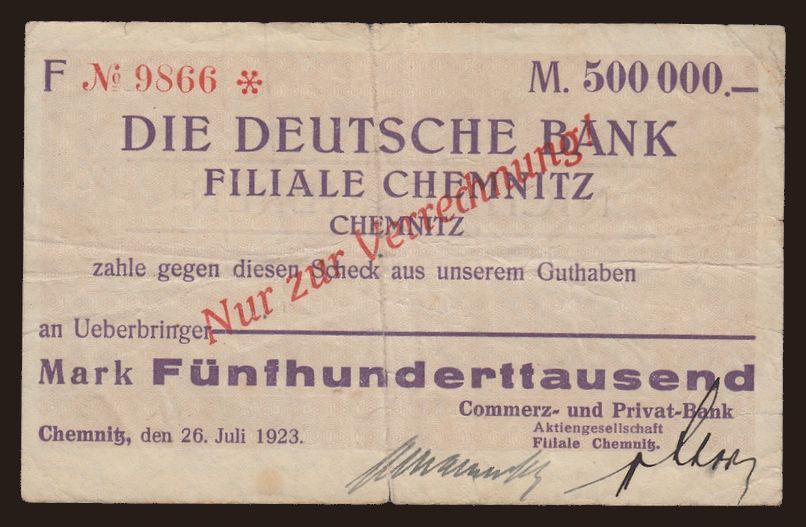 F № 9866 * M. 500 000.—
DIE DEUTSCHE BANK
FILIALE CHEMNITZ
CHEMNITZ
Nur zur Verrechnung!
zahle gegen diesen Scheck aus unserem Guthaben
an Ueberbringer
Mark Fünfhunderttausend
Commerz- und Privat-Bank
Aktiengesellschaft
Filiale Chemnitz.
Chemnitz, den 26. Juli 1923.